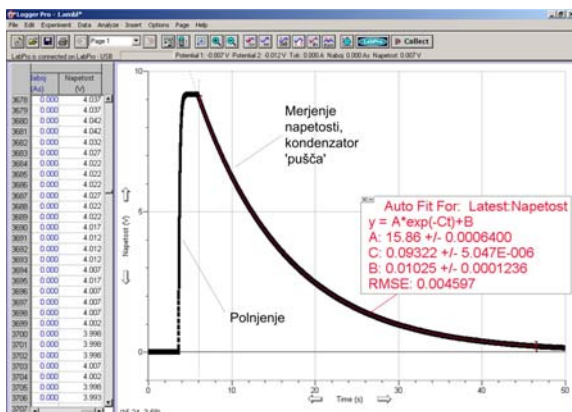 Logger Pro - Lambl*
File Edit Experiment Data Analyze Insert Options Page Help
Page 1
LabPro
Collect
LabPro is connected on LabPro - USB
Potential 1: -0.007 V Potential 2: -0.012 V Tok: 0.000 A Naboj: 0.000 As Napetost: 0.007 V
Naboj Napetost
(As) (V)
3678 0.000 4.037
3679 0.000 4.037
3680 0.000 4.042
3681 0.000 4.042
3682 0.000 4.032
3683 0.000 4.027
3684 0.000 4.022
3685 0.000 4.022
3686 0.000 4.022
3687 0.000 4.027
3688 0.000 4.022
3689 0.000 4.022
3690 0.000 4.017
3691 0.000 4.012
3692 0.000 4.012
3693 0.000 4.012
3694 0.000 4.007
3695 0.000 4.017
3696 0.000 4.007
3697 0.000 4.007
3698 0.000 4.007
3699 0.000 4.002
3700 0.000 3.998
3701 0.000 3.998
3702 0.000 3.998
3703 0.000 4.007
3704 0.000 4.002
3705 0.000 3.998
3706 0.000 3.993
3707
10
5
0
Napetost (V)
Merjenje
napetosti,
kondenzator
'pušča'
Polnjenje
Auto Fit For: Latest:Napetost
y = A*exp(-Ct)+B
A: 15.86 +/- 0.0006400
C: 0.09322 +/- 5.047E-006
B: 0.01025 +/- 0.0001236
RMSE: 0.004597
0 10 20 30 40 50
Time (s)